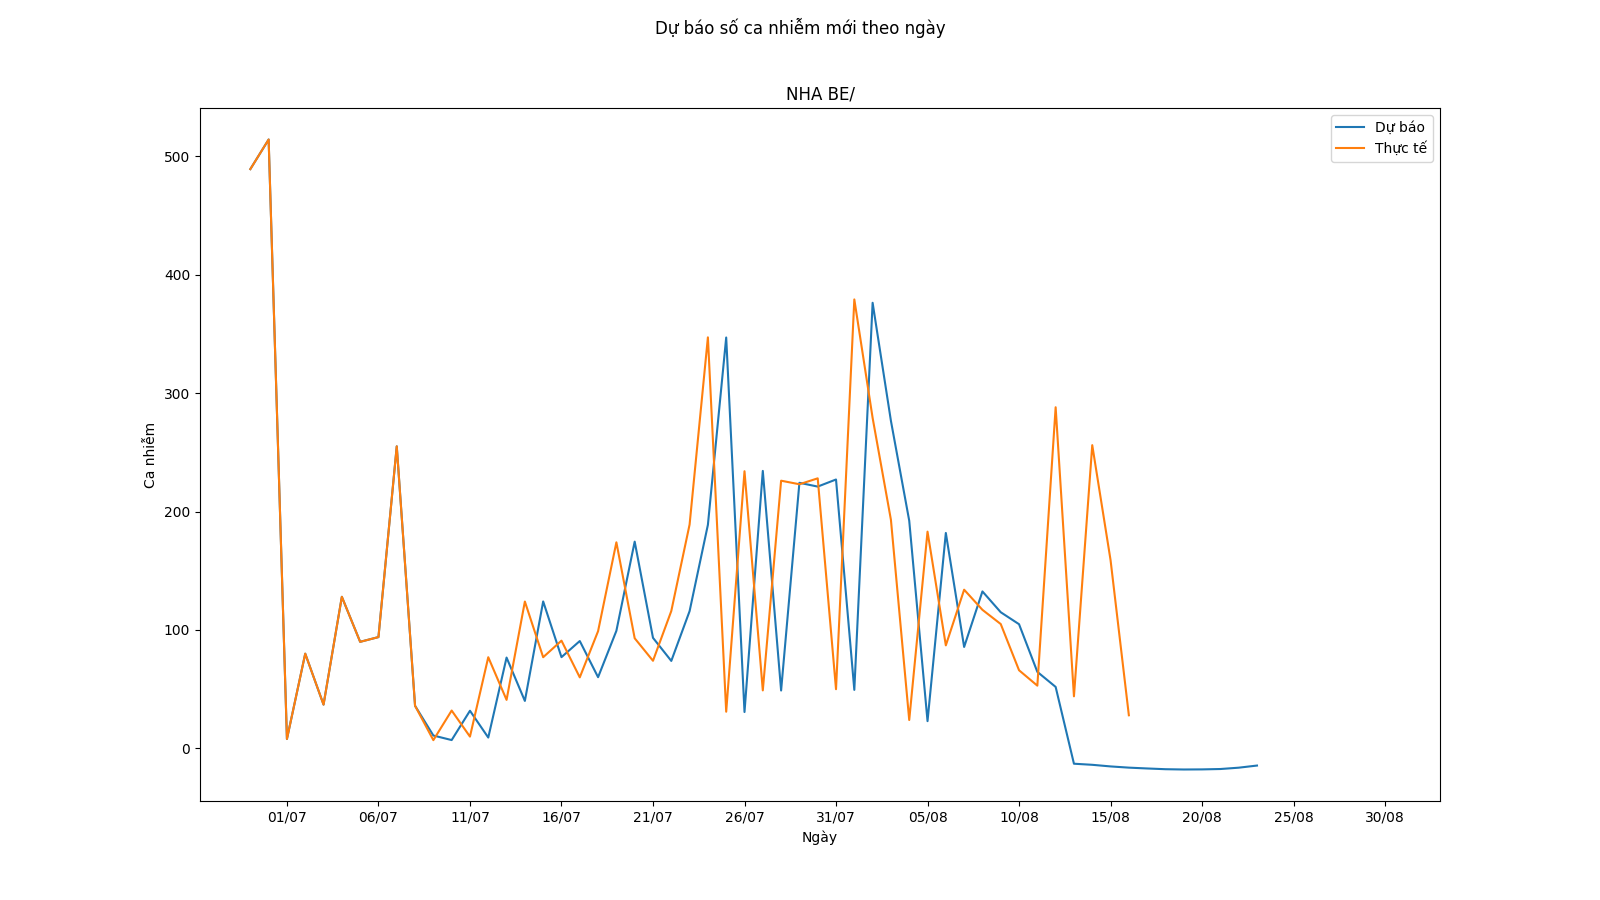 Dự báo số ca nhiễm mới theo ngày
NHA BE/
Dự báo
Thực tế
500
400
300
200
100
0
Ca nhiễm
01/07 06/07 11/07 16/07 21/07 26/07 31/07 05/08 10/08 15/08 20/08 25/08 30/08
Ngày